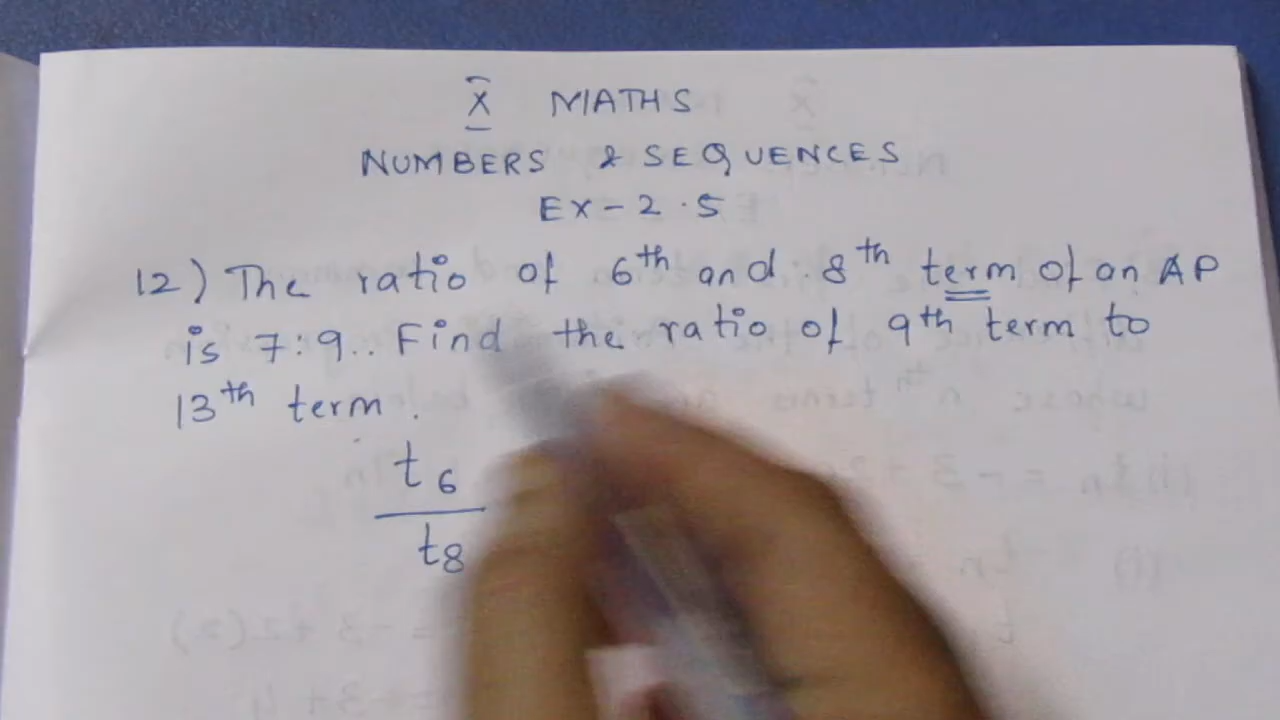 X MATHS
NUMBERS & SEQUENCES
EX-2.5
12) The ratio of 6th and 8th term of an AP
is 7:9.. Find the ratio of 9th term to
13th term.
t6
t8